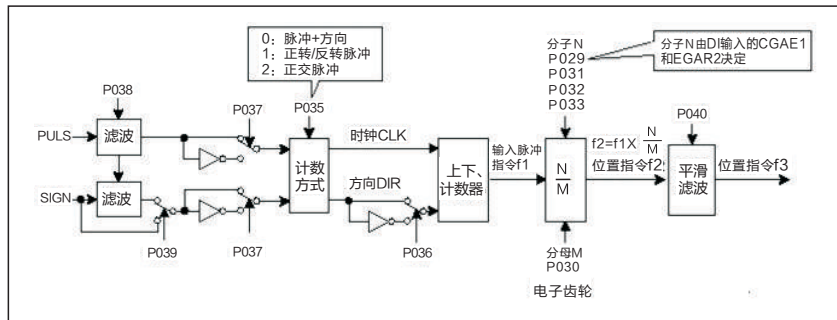 0：脉冲+方向
1：正转/反转脉冲
2：正交脉冲
分子N
P029
P031
P032
P033
分子N由DI输入的CGAE1
和EGAR2决定
P038
P037
P035
P040
PULS
滤波
计数
方式
时钟CLK
上下、
计数器
输入脉冲
指令f1
N
M
f2=f1X
N
M
位置指令f2
平滑
滤波
位置指令f3
SIGN
滤波
方向DIR
P039
P037
P036
分母M
P030
电子齿轮